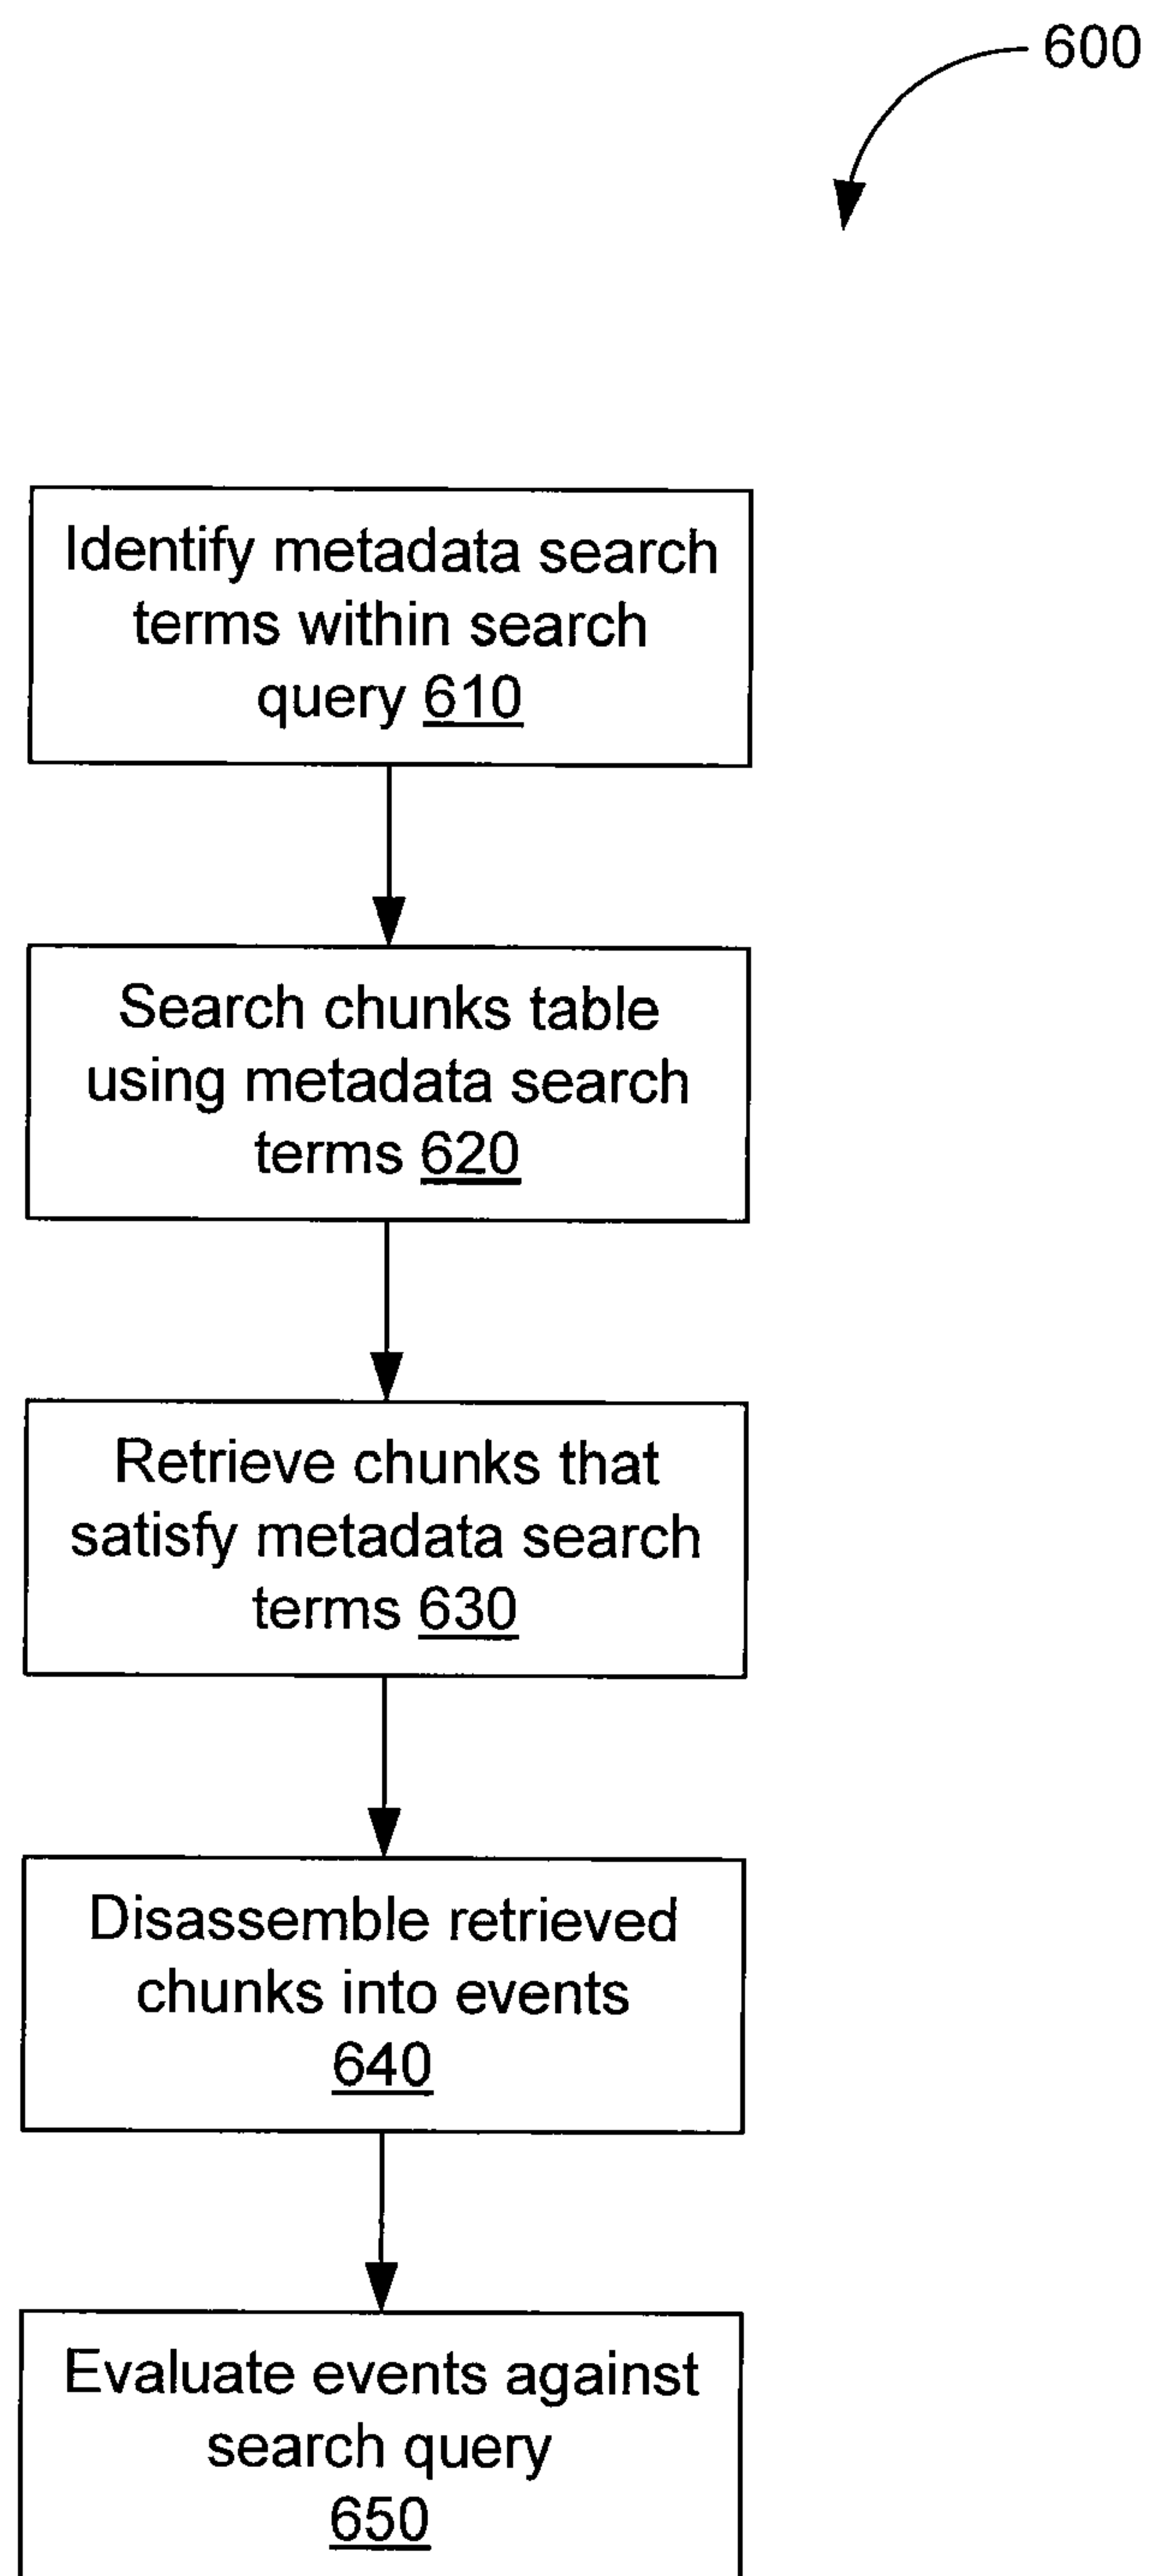 600
Identify metadata search
terms within search
query 610
Search chunks table
using metadata search
terms 620
Retrieve chunks that
satisfy metadata search
terms 630
Disassemble retrieved
chunks into events
640
Evaluate events against
search query
650